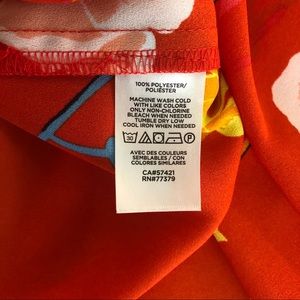 100% POLYESTER/
POLIÉSTER
MACHINE WASH COLD
WITH LIKE COLORS
ONLY NON-CHLORINE
BLEACH WHEN NEEDED
TUMBLE DRY LOW
COOL IRON WHEN NEEDED
30 P
AVEC DES COULEURS
SEMBLABLES / CON
COLORES SIMILARES
CA#57421
RN#77379